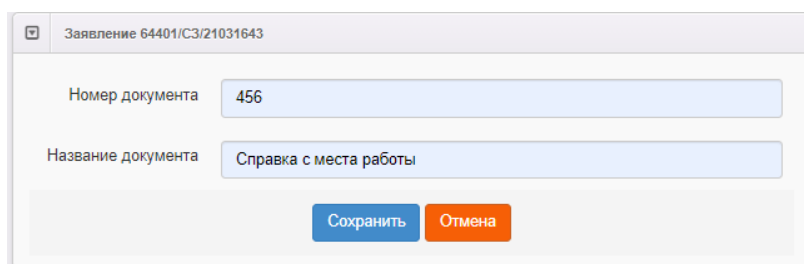 Заявление 64401/СЗ/21031643
Номер документа 456
Название документа Справка с места работы
Сохранить Отмена